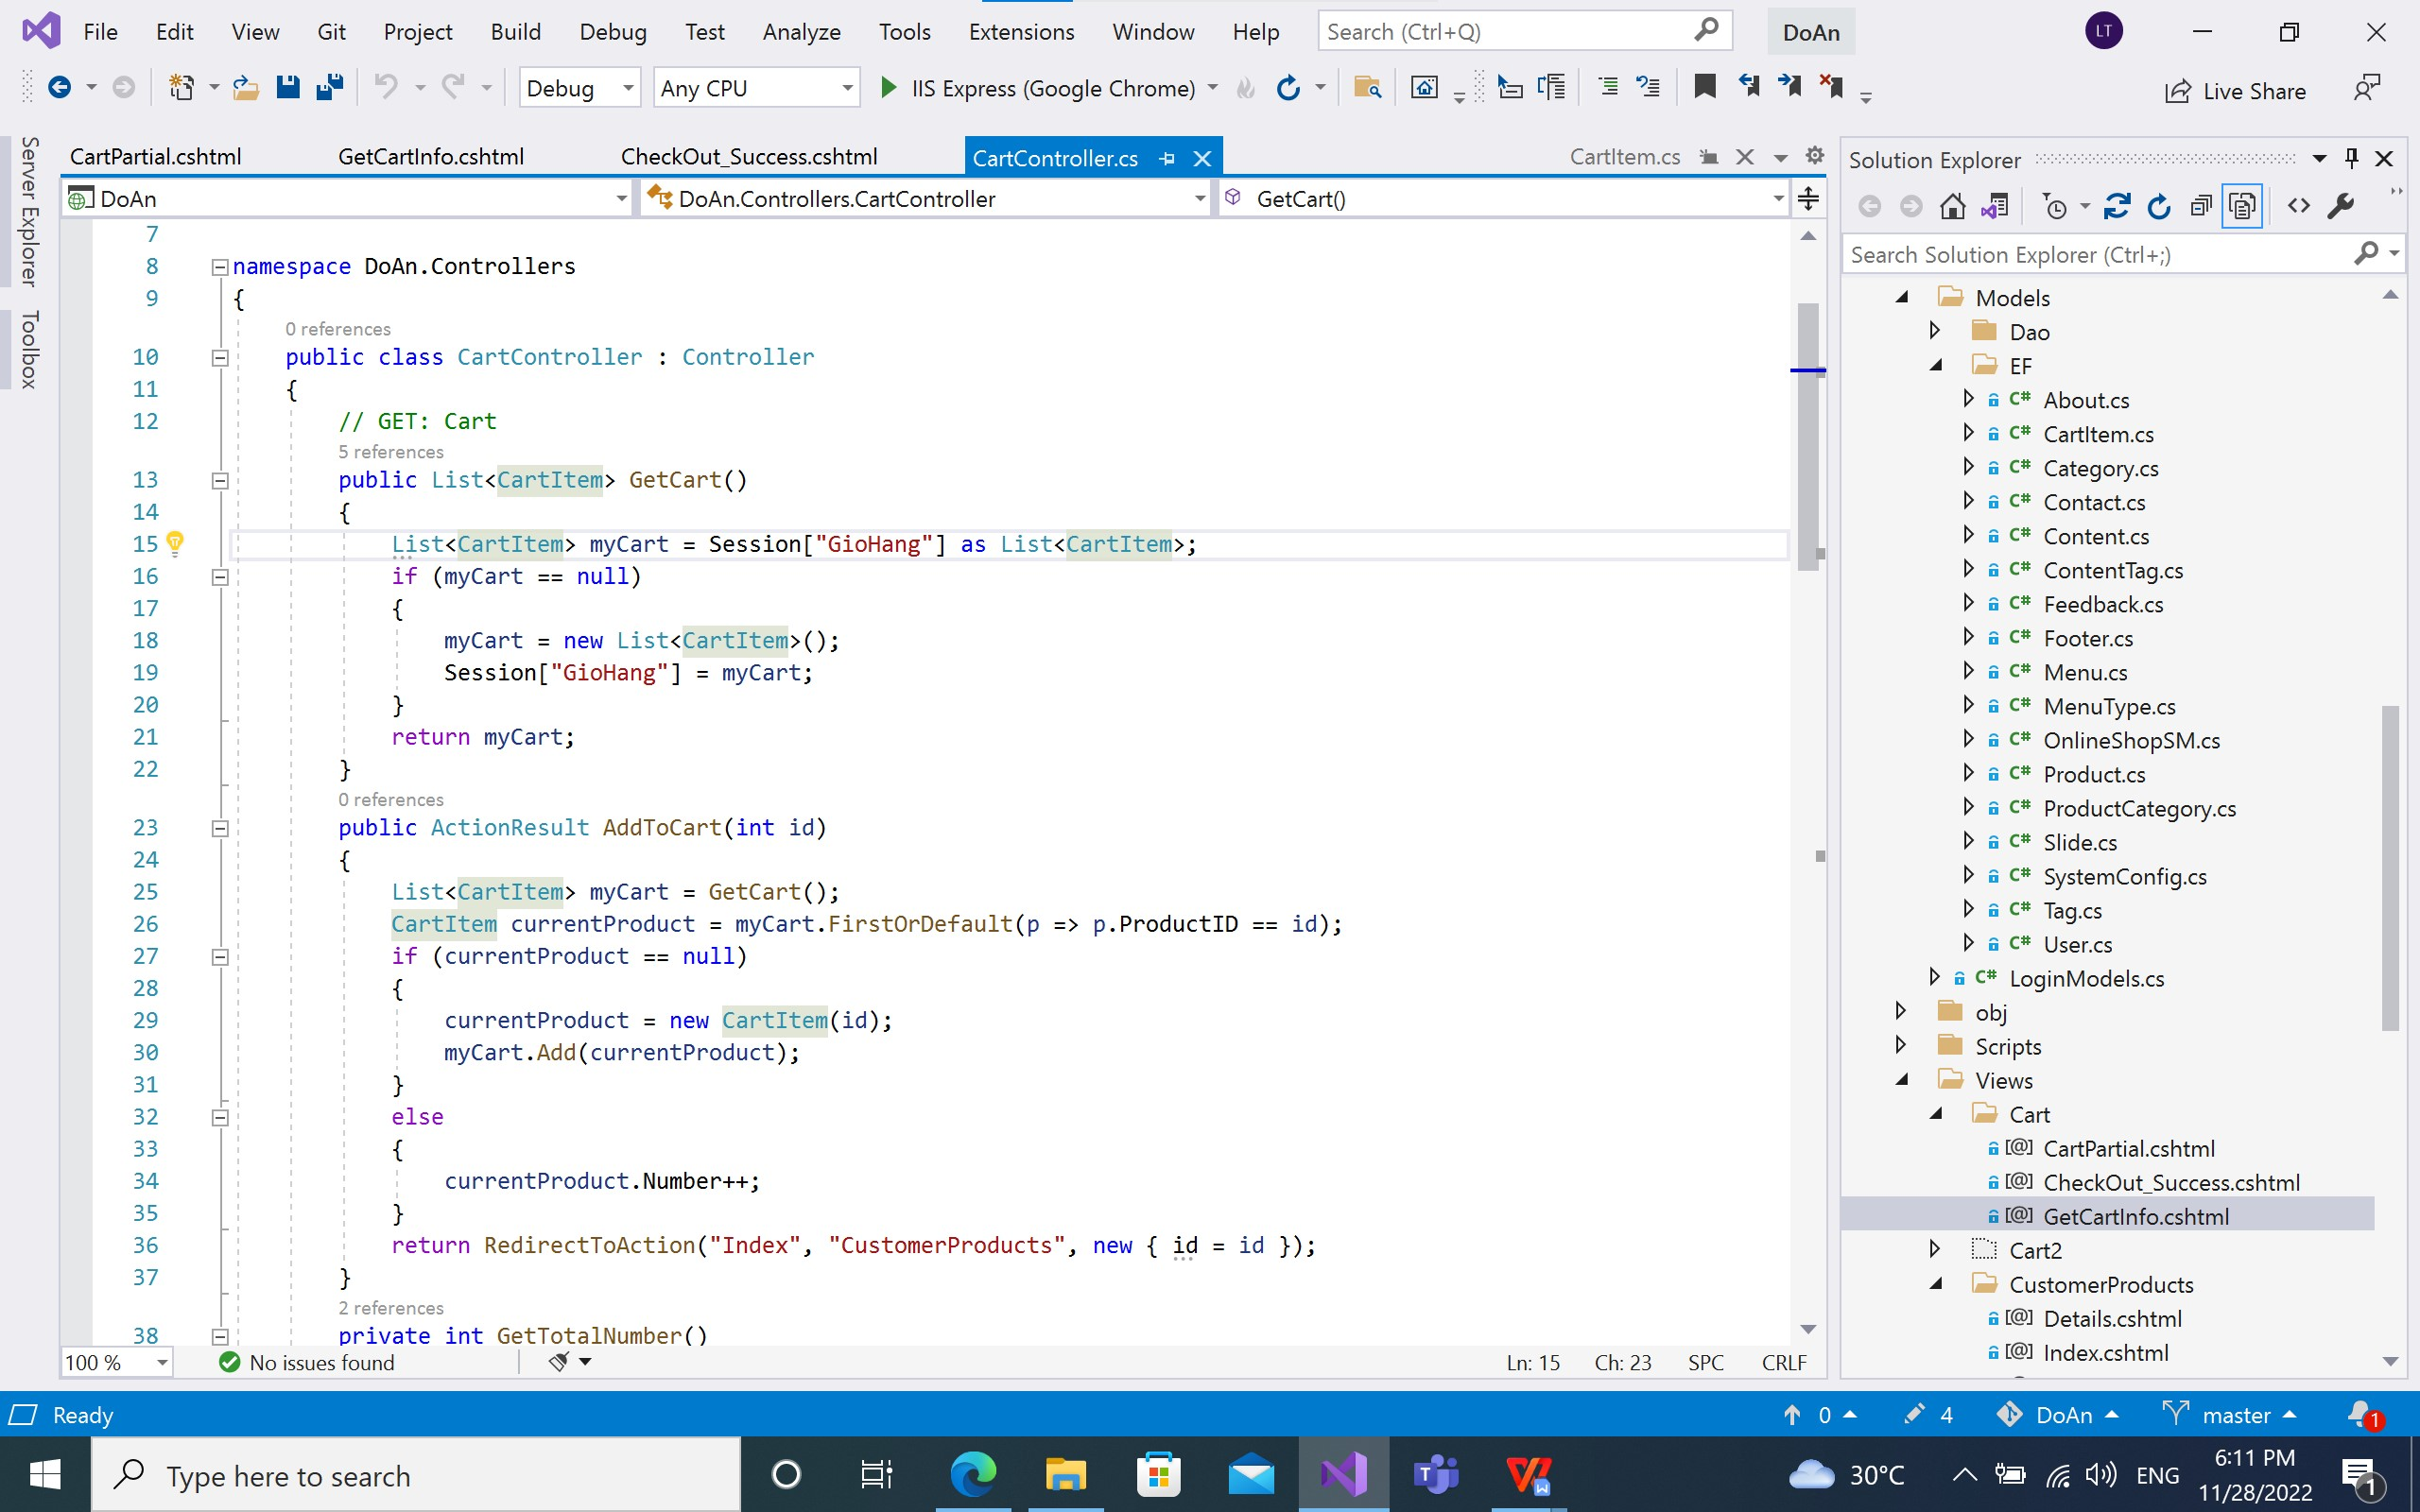 File Edit View Git Project Build Debug Test Analyze Tools Extensions Window Help Search (Ctrl+Q) DoAn LT
Debug Any CPU IIS Express (Google Chrome) Live Share
Server Explorer
Toolbox
CartPartial.cshtml GetCartInfo.cshtml CheckOut_Success.cshtml CartController.cs CartItem.cs
DoAn DoAn.Controllers.CartController GetCart()
7
8 namespace DoAn.Controllers
9 {
0 references
10 public class CartController : Controller
11 {
12 // GET: Cart
5 references
13 public List<CartItem> GetCart()
14 {
15 List<CartItem> myCart = Session["GioHang"] as List<CartItem>;
16 if (myCart == null)
17 {
18 myCart = new List<CartItem>();
19 Session["GioHang"] = myCart;
20 }
21 return myCart;
22 }
0 references
23 public ActionResult AddToCart(int id)
24 {
25 List<CartItem> myCart = GetCart();
26 CartItem currentProduct = myCart.FirstOrDefault(p => p.ProductID == id);
27 if (currentProduct == null)
28 {
29 currentProduct = new CartItem(id);
30 myCart.Add(currentProduct);
31 }
32 else
33 {
34 currentProduct.Number++;
35 }
36 return RedirectToAction("Index", "CustomerProducts", new { id = id });
37 }
2 references
38 private int GetTotalNumber()
100 % No issues found Ln: 15 Ch: 23 SPC CRLF
Solution Explorer
Search Solution Explorer (Ctrl+;)
Models
Dao
EF
C# About.cs
C# CartItem.cs
C# Category.cs
C# Contact.cs
C# Content.cs
C# ContentTag.cs
C# Feedback.cs
C# Footer.cs
C# Menu.cs
C# MenuType.cs
C# OnlineShopSM.cs
C# Product.cs
C# ProductCategory.cs
C# Slide.cs
C# SystemConfig.cs
C# Tag.cs
C# User.cs
C# LoginModels.cs
obj
Scripts
Views
Cart
[@] CartPartial.cshtml
[@] CheckOut_Success.cshtml
[@] GetCartInfo.cshtml
Cart2
CustomerProducts
[@] Details.cshtml
[@] Index.cshtml
Ready 0 4 DoAn master 1
Type here to search 30°C ENG 6:11 PM
11/28/2022 1